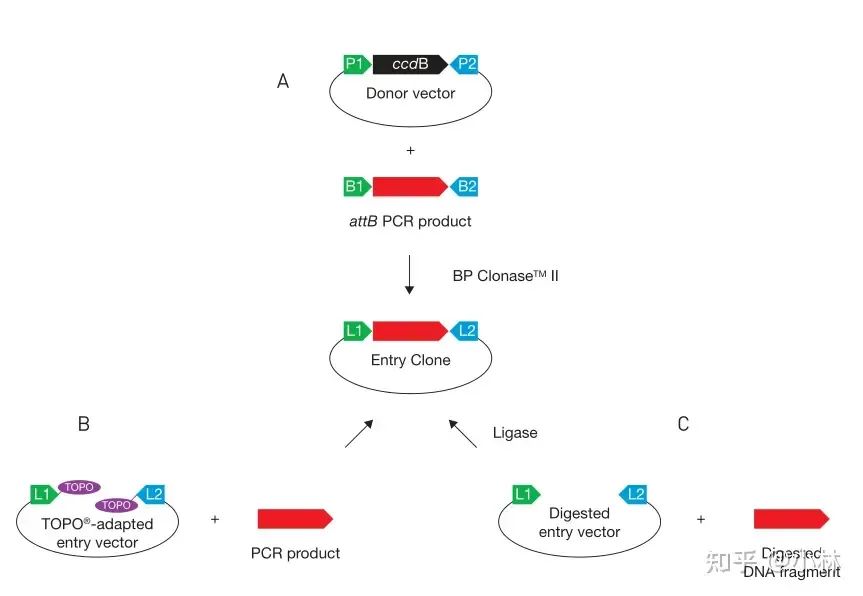 A
P1 ccdB P2
Donor vector
+
B1 B2
attB PCR product
BP Clonase™ II
L1 L2
Entry Clone
B
L1 TOPO TOPO L2
TOPO®-adapted
entry vector
+
PCR product
Ligase
C
L1 L2
Digested
entry vector
+
Digested
DNA fragment
知乎 @小林